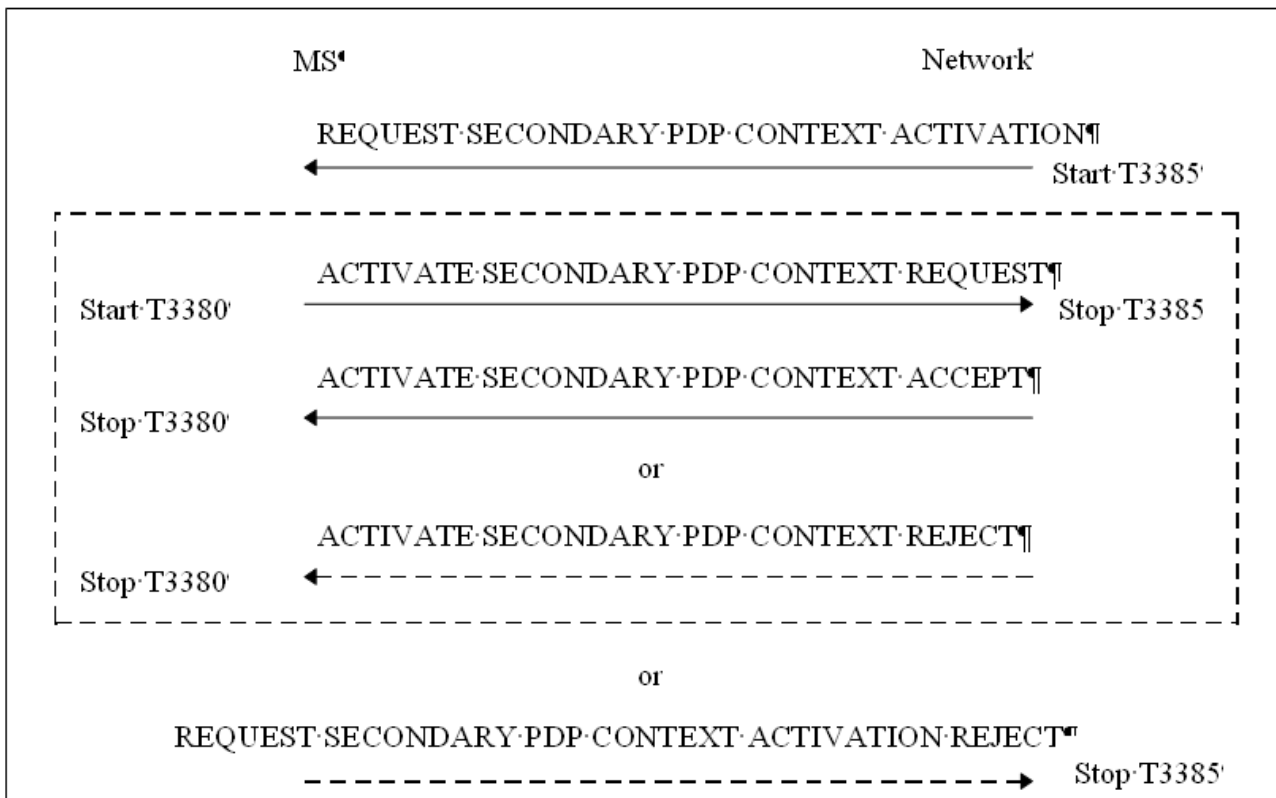 MS¶ Network
REQUEST·SECONDARY·PDP·CONTEXT·ACTIVATION¶
Start·T3385
ACTIVATE·SECONDARY·PDP·CONTEXT·REQUEST¶
Start·T3380 Stop·T3385
ACTIVATE·SECONDARY·PDP·CONTEXT·ACCEPT¶
Stop·T3380
or
ACTIVATE·SECONDARY·PDP·CONTEXT·REJECT¶
Stop·T3380
or
REQUEST·SECONDARY·PDP·CONTEXT·ACTIVATION·REJECT¶
Stop·T3385